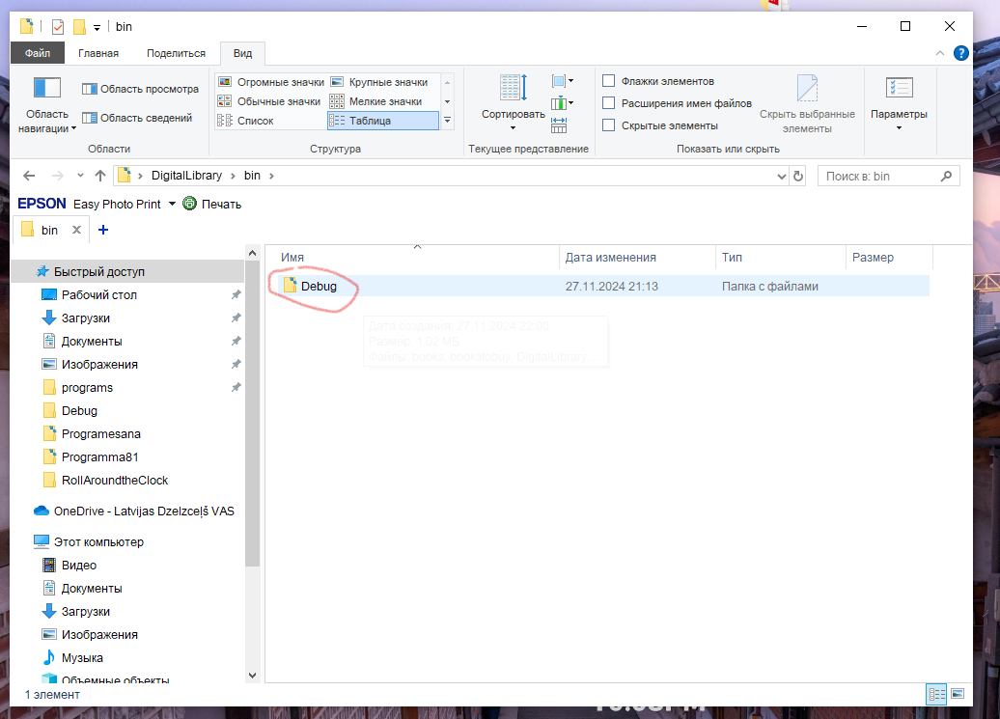 bin
Файл Главная Поделиться Вид
Область навигации
Область просмотра
Область сведений
Области
Огромные значки Крупные значки
Обычные значки Мелкие значки
Список Таблица
Структура
Сортировать
Текущее представление
Флажки элементов
Расширения имен файлов
Скрытые элементы
Скрыть выбранные элементы
Показать или скрыть
Параметры
DigitalLibrary bin
Поиск в: bin
EPSON Easy Photo Print Печать
bin
Имя Дата изменения Тип Размер
Debug 27.11.2024 21:13 Папка с файлами
Дата создания: 27.11.2024 22:00
Размер: 1,02 МБ
Файлы: books, bookstobuy, DigitalLibrary
Быстрый доступ
Рабочий стол
Загрузки
Документы
Изображения
programs
Debug
Programesana
Programma81
RollAroundtheClock
OneDrive - Latvijas Dzelzceļš VAS
Этот компьютер
Видео
Документы
Загрузки
Изображения
Музыка
Объемные объекты
1 элемент